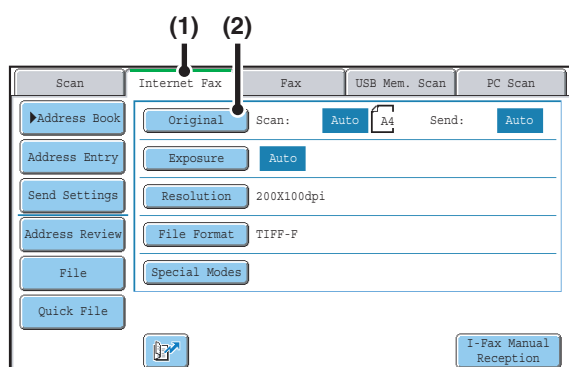 (1) (2)
Scan Internet Fax Fax USB Mem. Scan PC Scan
Address Book Original Scan: Auto A4 Send: Auto
Address Entry Exposure Auto
Send Settings Resolution 200X100dpi
Address Review File Format TIFF-F
File Special Modes
Quick File
I-Fax Manual
Reception